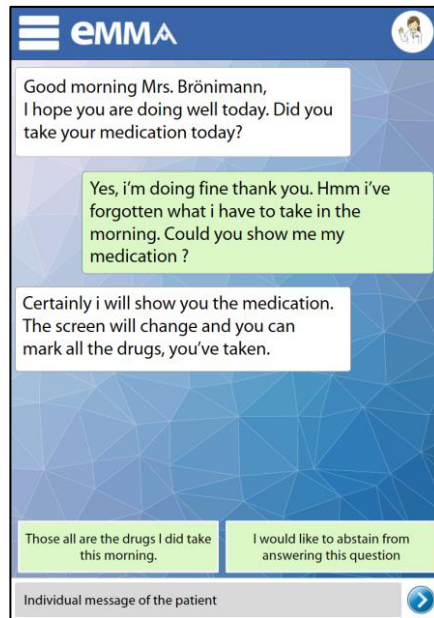 eMMA
Good morning Mrs. Brönimann,
I hope you are doing well today. Did you
take your medication today?
Yes, i'm doing fine thank you. Hmm i've
forgotten what i have to take in the
morning. Could you show me my
medication ?
Certainly i will show you the medication.
The screen will change and you can
mark all the drugs, you've taken.
Those all are the drugs I did take
this morning.
I would like to abstain from
answering this question
Individual message of the patient